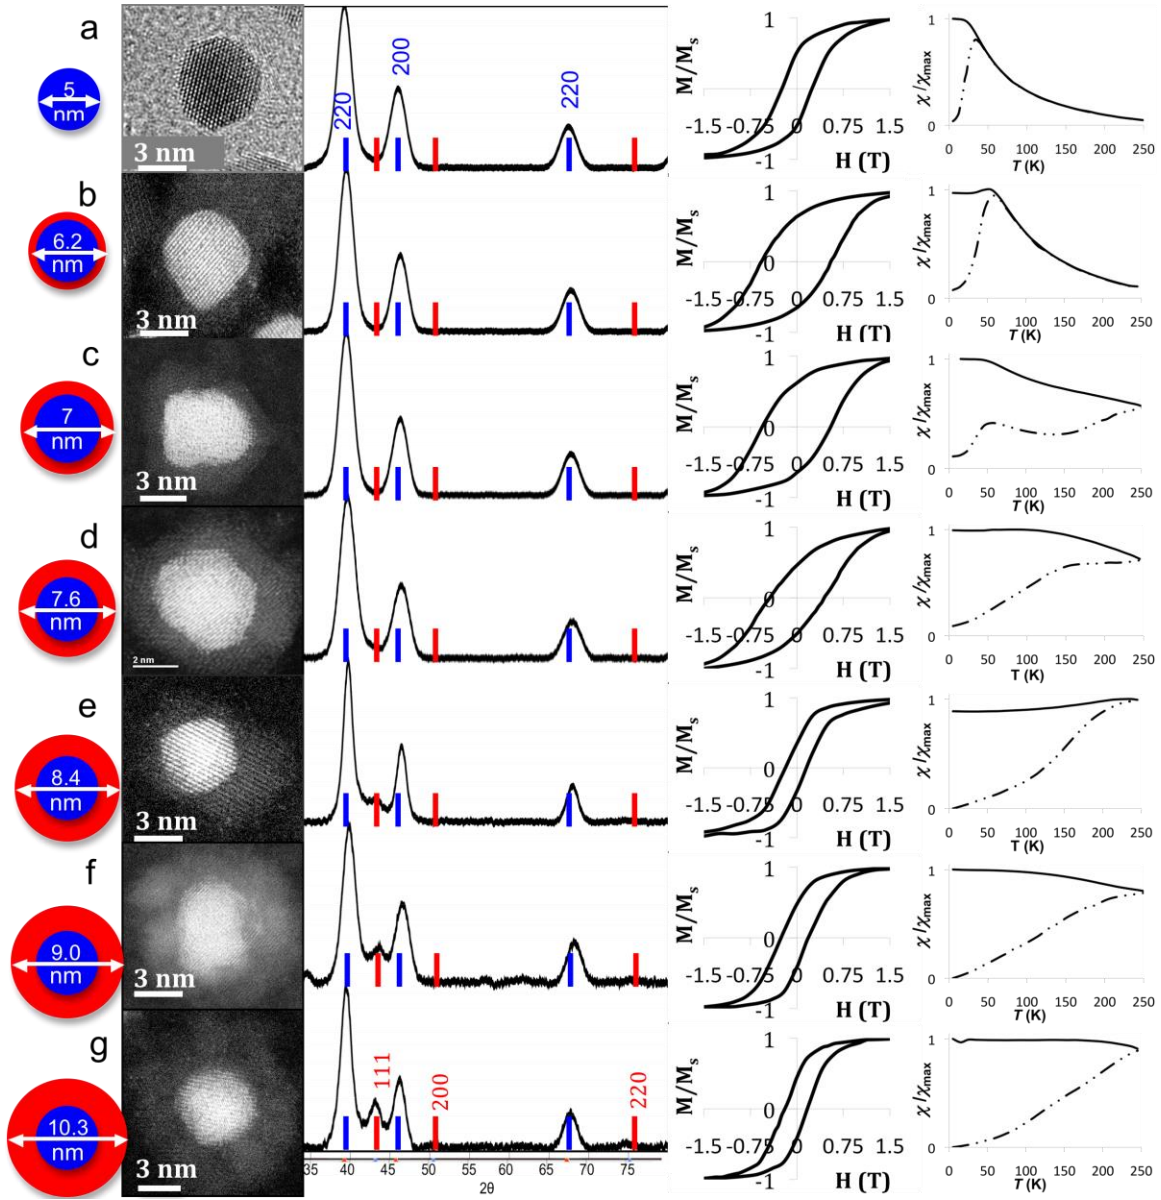 a
5
nm
3 nm
220
200
220
M/Ms
1
-1.5 -0.75 0 0.75 1.5
-1
H (T)
χ/χmax
1
0
0 50 100 150 200 250
T (K)
b
6.2
nm
3 nm
M/Ms
1
0
-1.5 -0.75 0 0.75 1.5
-1
H (T)
χ/χmax
1
0
0 50 100 150 200 250
T (K)
c
7
nm
3 nm
M/Ms
1
0
-1.5 -0.75 0 0.75 1.5
-1
H (T)
χ/χmax
1
0
0 50 100 150 200 250
T (K)
d
7.6
nm
2 nm
M/Ms
1
0
-1.5 -0.75 0 0.75 1.5
-1
H (T)
χ/χmax
1
0
0 50 100 150 200 250
T (K)
e
8.4
nm
3 nm
M/Ms
1
0
-1.5 -0.75 0 0.75 1.5
-1
H (T)
χ/χmax
1
0
0 50 100 150 200 250
T (K)
f
9.0
nm
3 nm
M/Ms
1
0
-1.5 -0.75 0 0.75 1.5
-1
H (T)
χ/χmax
1
0
0 50 100 150 200 250
T (K)
g
10.3
nm
3 nm
111
200
220
35 40 45 50 55 60 65 70 75
2θ
M/Ms
1
0
-1.5 -0.75 0 0.75 1.5
-1
H (T)
χ/χmax
1
0
0 50 100 150 200 250
T (K)